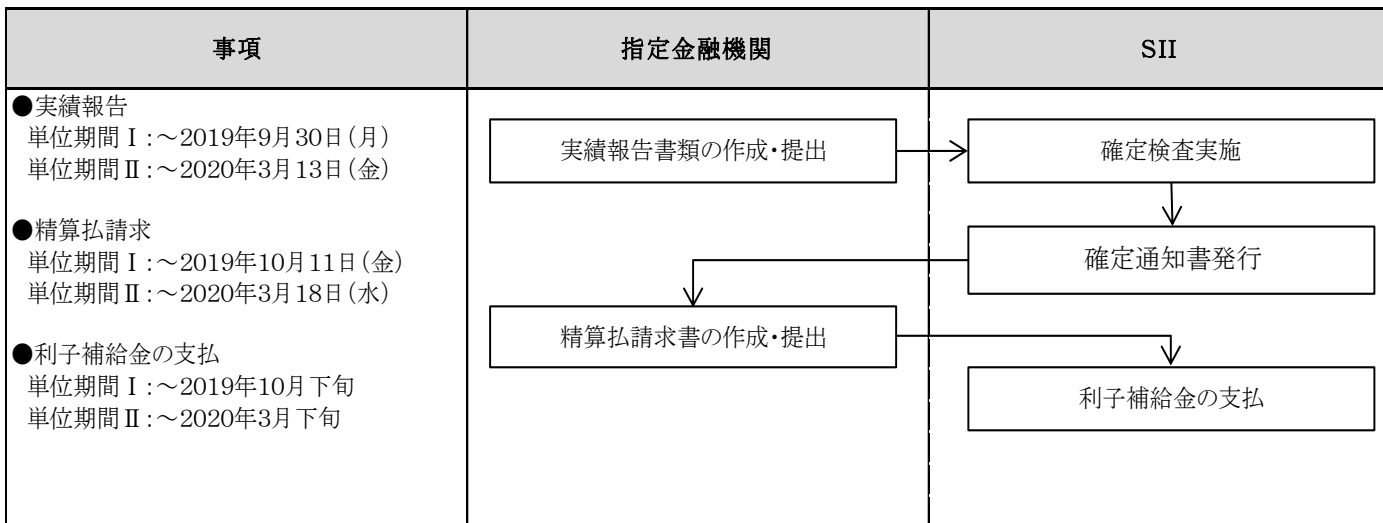 事項
指定金融機関
SII
●実績報告
単位期間Ⅰ:～2019年9月30日(月)
単位期間Ⅱ:～2020年3月13日(金)
●精算払請求
単位期間Ⅰ:～2019年10月11日(金)
単位期間Ⅱ:～2020年3月18日(水)
●利子補給金の支払
単位期間Ⅰ:～2019年10月下旬
単位期間Ⅱ:～2020年3月下旬
実績報告書類の作成・提出
確定検査実施
確定通知書発行
精算払請求書の作成・提出
利子補給金の支払